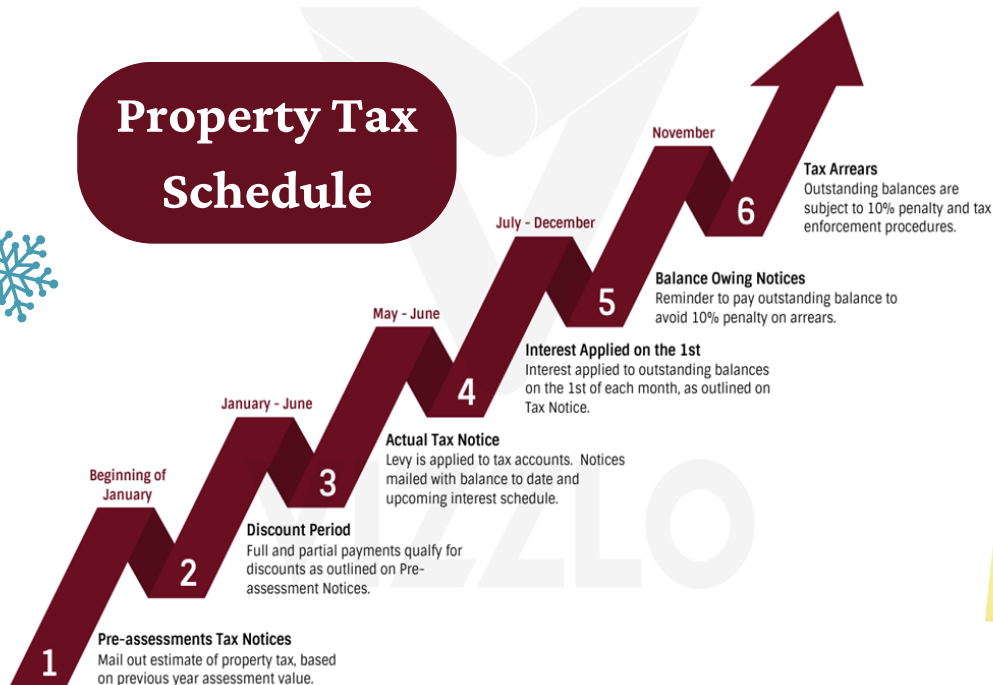 Property Tax
Schedule
November
6
Tax Arrears
Outstanding balances are
subject to 10% penalty and tax
enforcement procedures.
July - December
5
Balance Owing Notices
Reminder to pay outstanding balance to
avoid 10% penalty on arrears.
May - June
4
Interest Applied on the 1st
Interest applied to outstanding balances
on the 1st of each month, as outlined on
Tax Notice.
January - June
3
Actual Tax Notice
Levy is applied to tax accounts. Notices
mailed with balance to date and
upcoming interest schedule.
Beginning of
January
2
Discount Period
Full and partial payments qualfy for
discounts as outlined on Pre-
assessment Notices.
1
Pre-assessments Tax Notices
Mail out estimate of property tax, based
on previous year assessment value.
VIZZLO